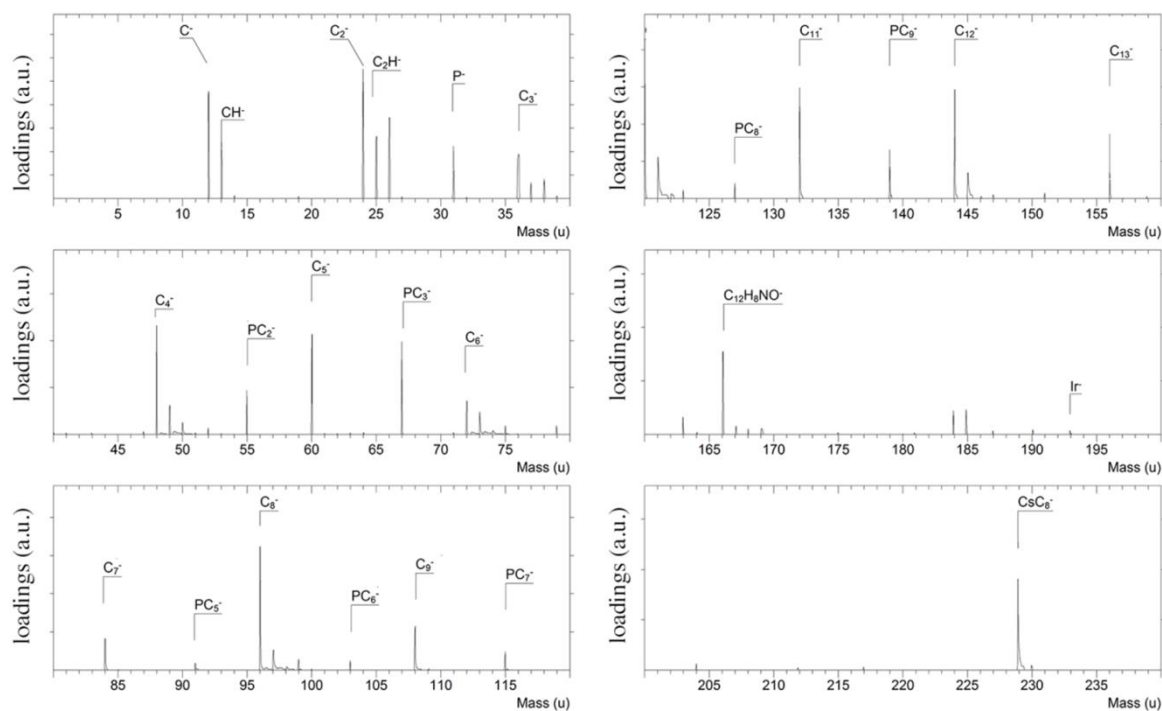 loadings (a.u.)
C⁻
CH⁻
C₂⁻
C₂H⁻
P⁻
C₃⁻
5 10 15 20 25 30 35
Mass (u)
loadings (a.u.)
C₁₁⁻
PC₉⁻
C₁₂⁻
C₁₃⁻
PC₈⁻
125 130 135 140 145 150 155
Mass (u)
loadings (a.u.)
C₄⁻
PC₂⁻
C₅⁻
PC₃⁻
C₆⁻
45 50 55 60 65 70 75
Mass (u)
loadings (a.u.)
C₁₂H₈NO⁻
Ir⁻
165 170 175 180 185 190 195
Mass (u)
loadings (a.u.)
C₇⁻
PC₅⁻
C₈⁻
PC₆⁻
C₉⁻
PC₇⁻
85 90 95 100 105 110 115
Mass (u)
loadings (a.u.)
CsC₈⁻
205 210 215 220 225 230 235
Mass (u)